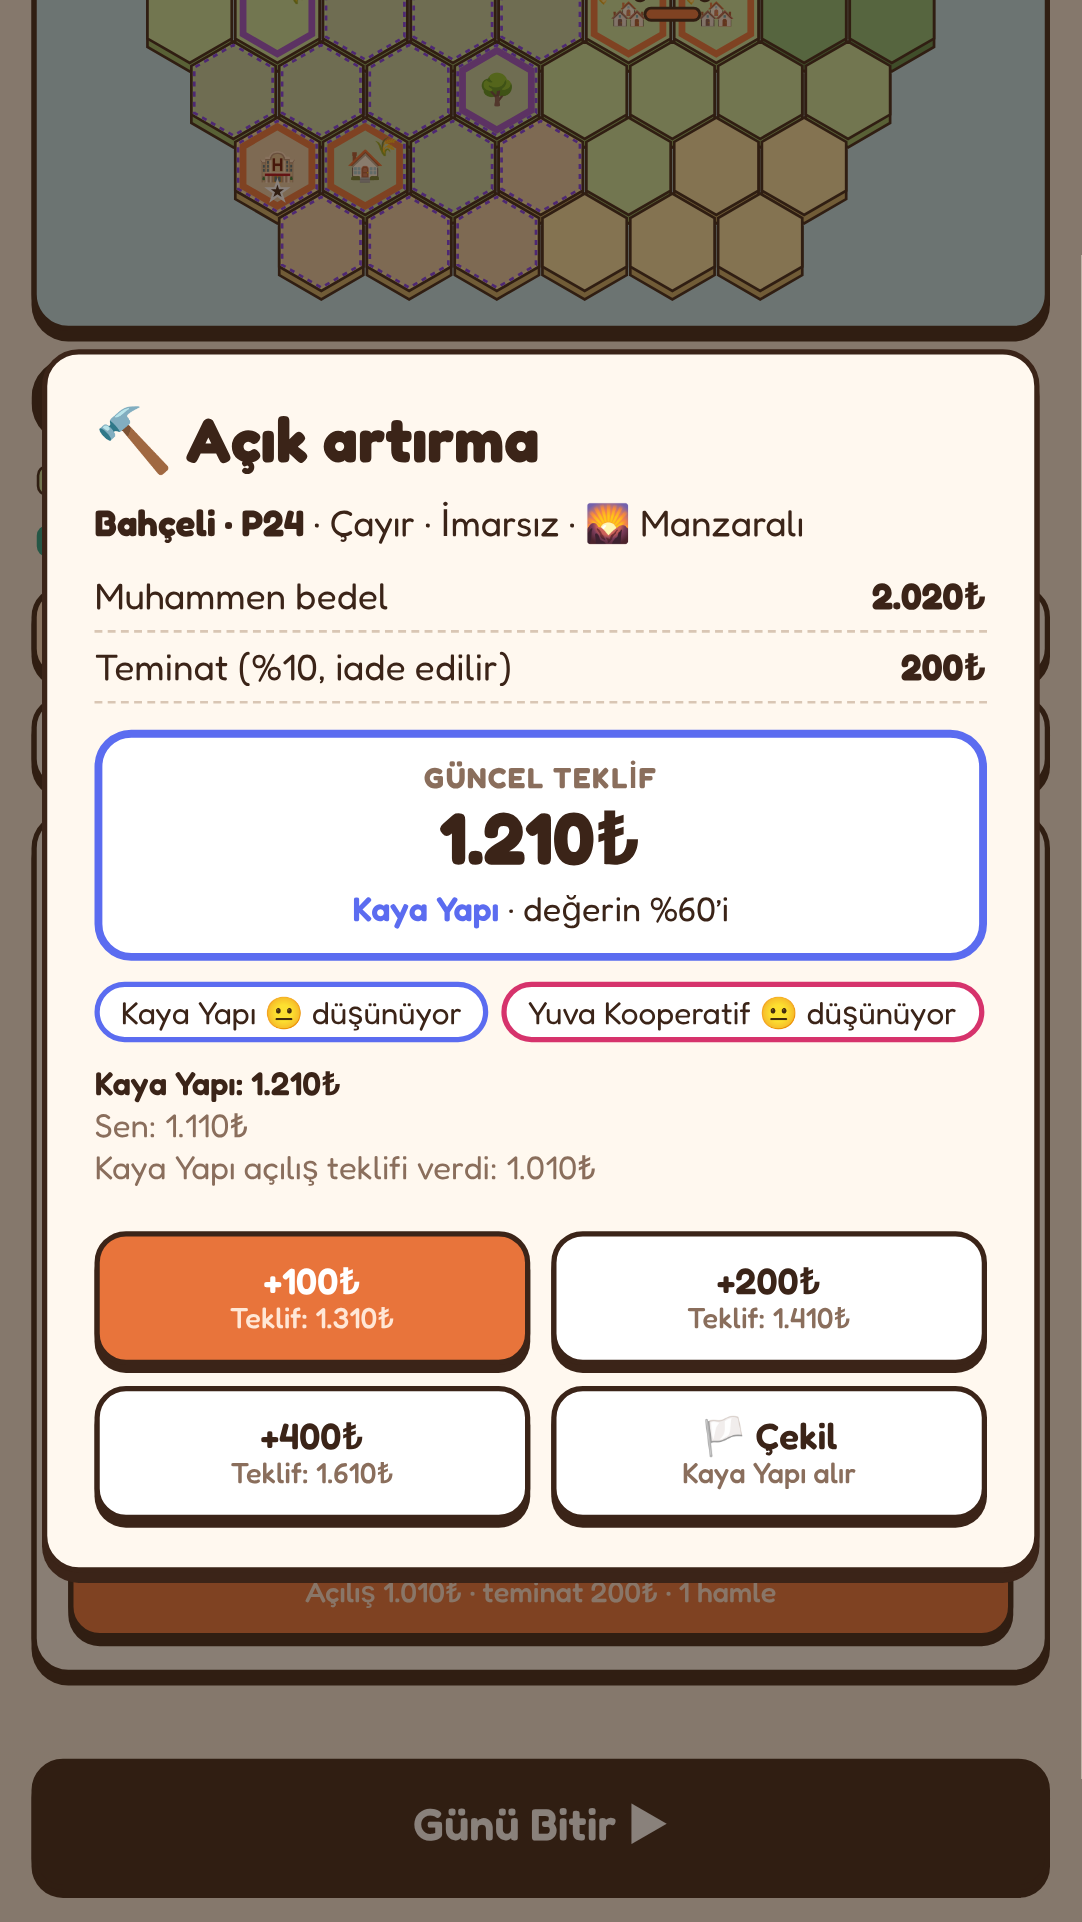 H
🔨 Açık artırma
Bahçeli · P24 · Çayır · İmarsız · 🌄 Manzaralı
Muhammen bedel 2.020₺
Teminat (%10, iade edilir) 200₺
GÜNCEL TEKLİF
1.210₺
Kaya Yapı · değerin %60’i
Kaya Yapı 😐 düşünüyor Yuva Kooperatif 😐 düşünüyor
Kaya Yapı: 1.210₺
Sen: 1.110₺
Kaya Yapı açılış teklifi verdi: 1.010₺
+100₺
Teklif: 1.310₺
+200₺
Teklif: 1.410₺
+400₺
Teklif: 1.610₺
🏳️ Çekil
Kaya Yapı alır
Açılış 1.010₺ · teminat 200₺ · 1 hamle
Günü Bitir ▶